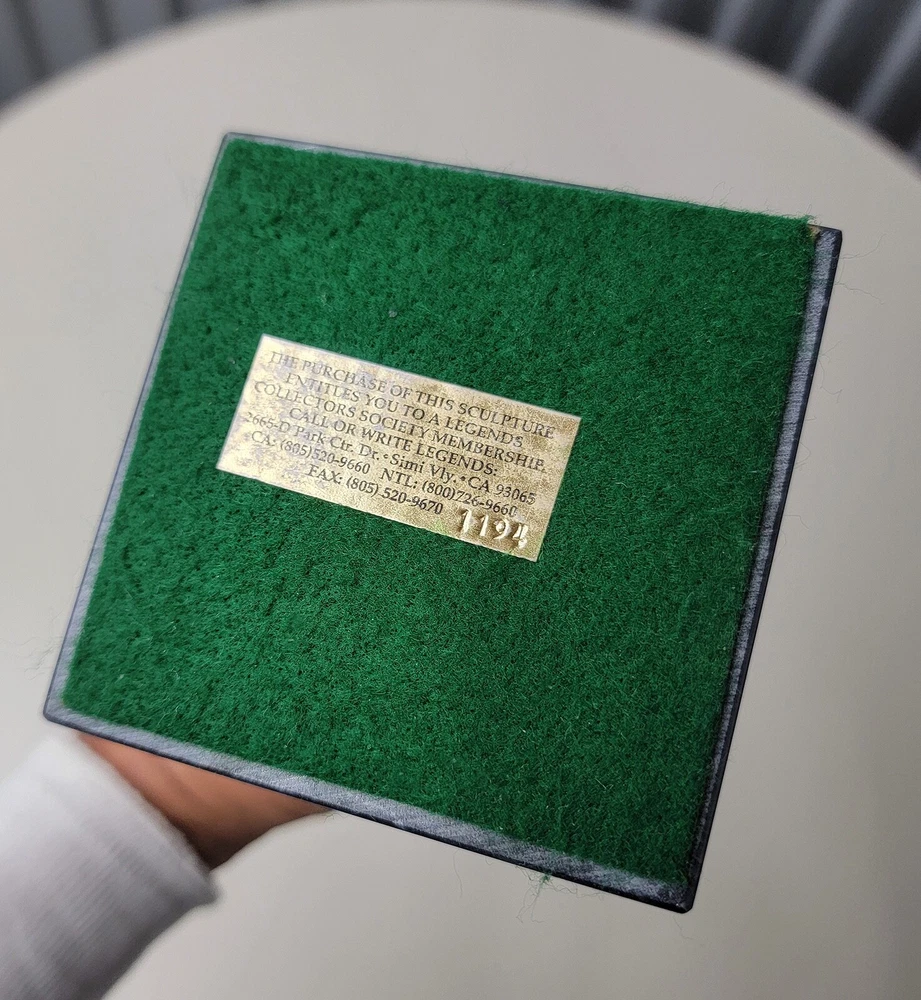 THE PURCHASE OF THIS SCULPTURE
ENTITLES YOU TO A LEGENDS
COLLECTORS SOCIETY MEMBERSHIP.
CALL OR WRITE LEGENDS:
2665-D Park Ctr. Dr. • Simi Vly. • CA 93065
CA: (805)520-9660 NTL: (800)726-9660
FAX: (805) 520-9670
1194